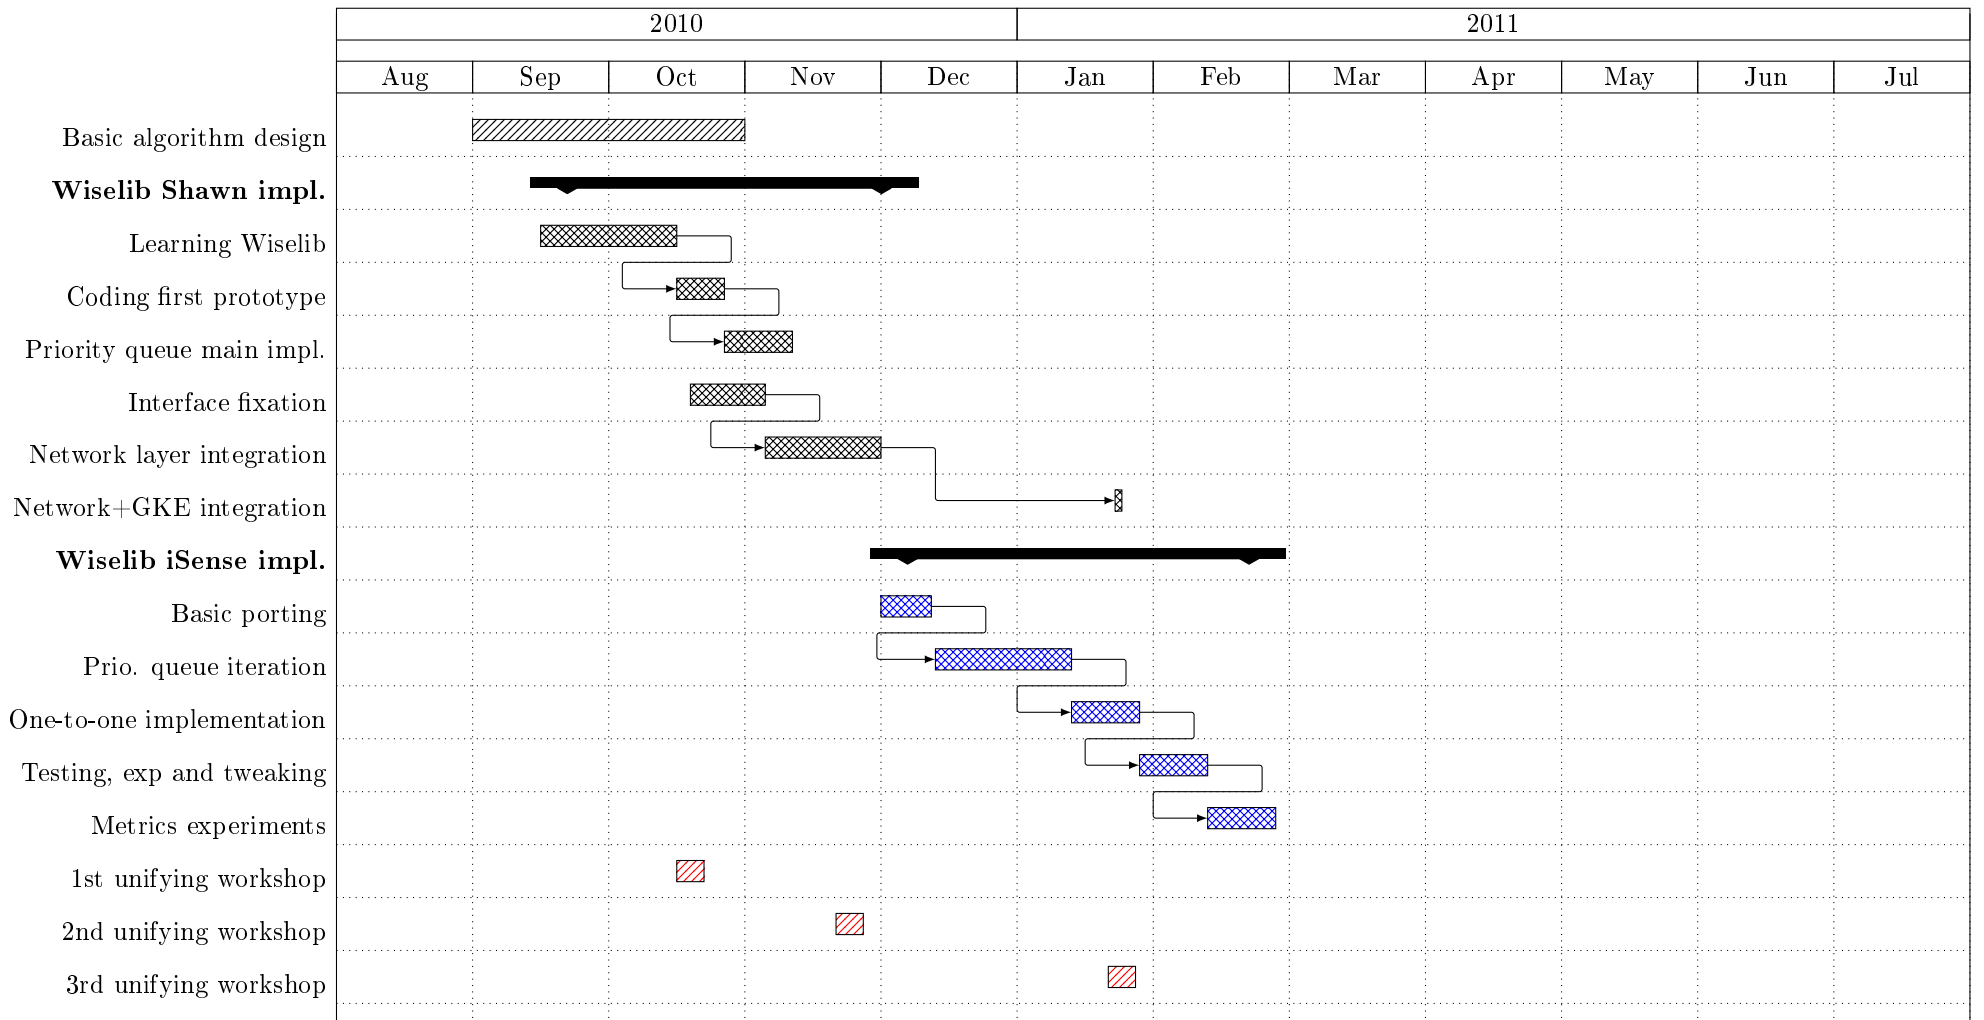 2010 2011
Aug Sep Oct Nov Dec Jan Feb Mar Apr May Jun Jul
Basic algorithm design
Wiselib Shawn impl.
Learning Wiselib
Coding first prototype
Priority queue main impl.
Interface fixation
Network layer integration
Network+GKE integration
Wiselib iSense impl.
Basic porting
Prio. queue iteration
One-to-one implementation
Testing, exp and tweaking
Metrics experiments
1st unifying workshop
2nd unifying workshop
3rd unifying workshop